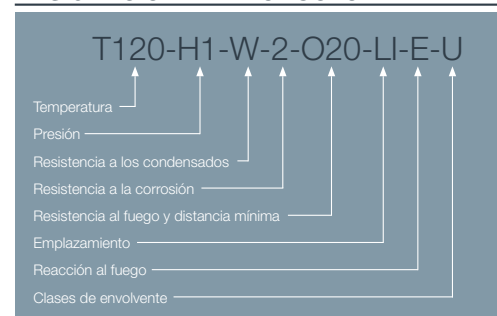 T120-H1-W-2-O20-LI-E-U
Temperatura
Presión
Resistencia a los condensados
Resistencia a la corrosión
Resistencia al fuego y distancia mínima
Emplazamiento
Reacción al fuego
Clases de envolvente